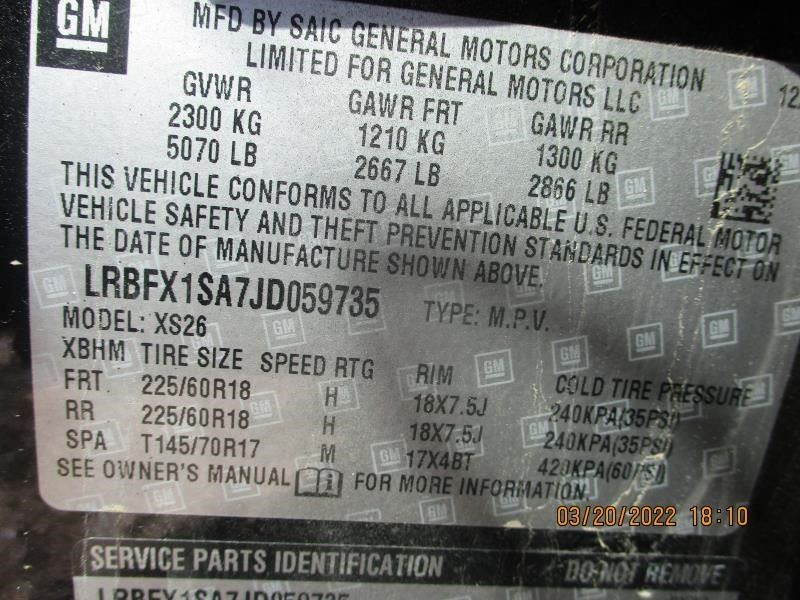 GM
MFD BY SAIC GENERAL MOTORS CORPORATION
LIMITED FOR GENERAL MOTORS LLC
GVWR GAWR FRT GAWR RR
2300 KG 1210 KG 1300 KG
5070 LB 2667 LB 2866 LB
THIS VEHICLE CONFORMS TO ALL APPLICABLE U.S. FEDERAL MOTOR
VEHICLE SAFETY AND THEFT PREVENTION STANDARDS IN EFFECT ON
THE DATE OF MANUFACTURE SHOWN ABOVE.
LRBFX1SA7JD059735 TYPE: M.P.V.
MODEL: XS26
XBHM TIRE SIZE SPEED RTG RIM COLD TIRE PRESSURE
FRT 225/60R18 H 18X7.5J 240KPA(35PSI)
RR 225/60R18 H 18X7.5J 240KPA(35PSI)
SPA T145/70R17 M 17X4BT 420KPA(60PSI)
SEE OWNER'S MANUAL FOR MORE INFORMATION.
03/20/2022 18:10
SERVICE PARTS IDENTIFICATION DO NOT REMOVE
LRBFX1SA7JD059735